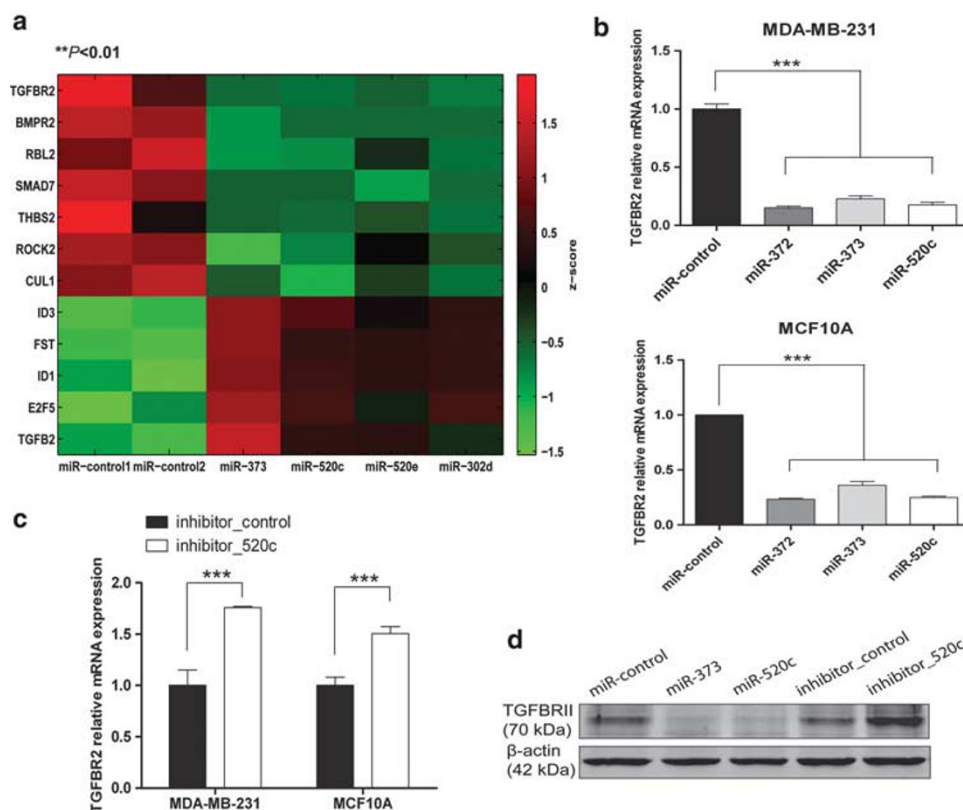 a
**P<0.01
TGFBR2
BMPR2
RBL2
SMAD7
THBS2
ROCK2
CUL1
ID3
FST
ID1
E2F5
TGFB2
miR−control1 miR−control2 miR−373 miR−520c miR−520e miR−302d
1.5
1
0.5
0
−0.5
−1
−1.5
z−score
b
MDA-MB-231
TGFBR2 relative mRNA expression
1.5
1.0
0.5
0.0
***
miR-control miR-372 miR-373 miR-520c
MCF10A
TGFBR2 relative mRNA expression
1.5
1.0
0.5
0.0
***
miR-control miR-372 miR-373 miR-520c
c
inhibitor_control
inhibitor_520c
TGFBR2 relative mRNA expression
2.0
1.5
1.0
0.5
0.0
*** ***
MDA-MB-231 MCF10A
d
miR-control miR-373 miR-520c inhibitor_control inhibitor_520c
TGFBRII
(70 kDa)
β-actin
(42 kDa)